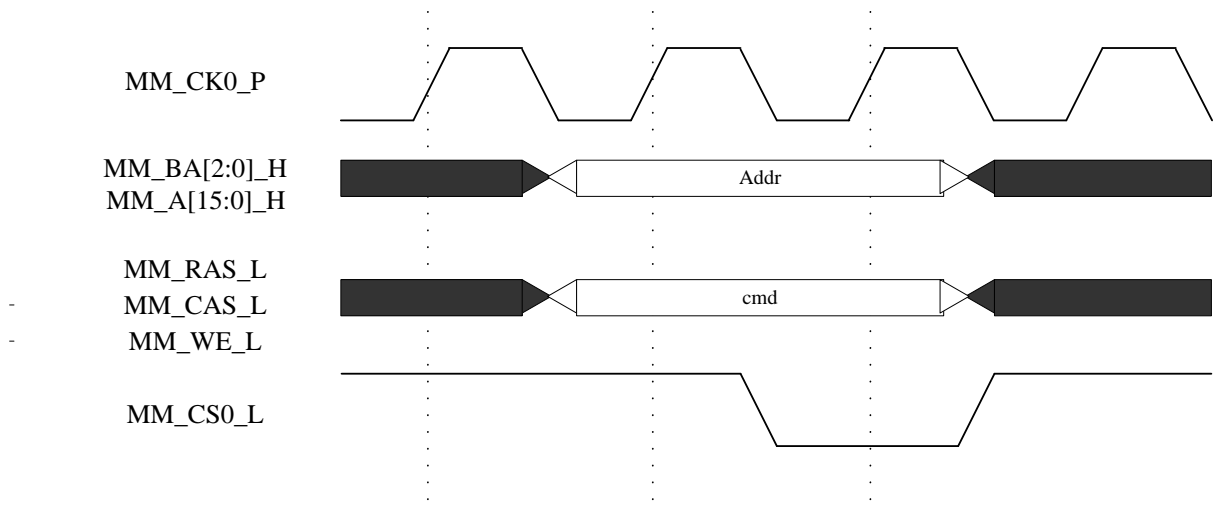 MM_CK0_P
MM_BA[2:0]_H
MM_A[15:0]_H
Addr
MM_RAS_L
- MM_CAS_L
cmd
- MM_WE_L
MM_CS0_L